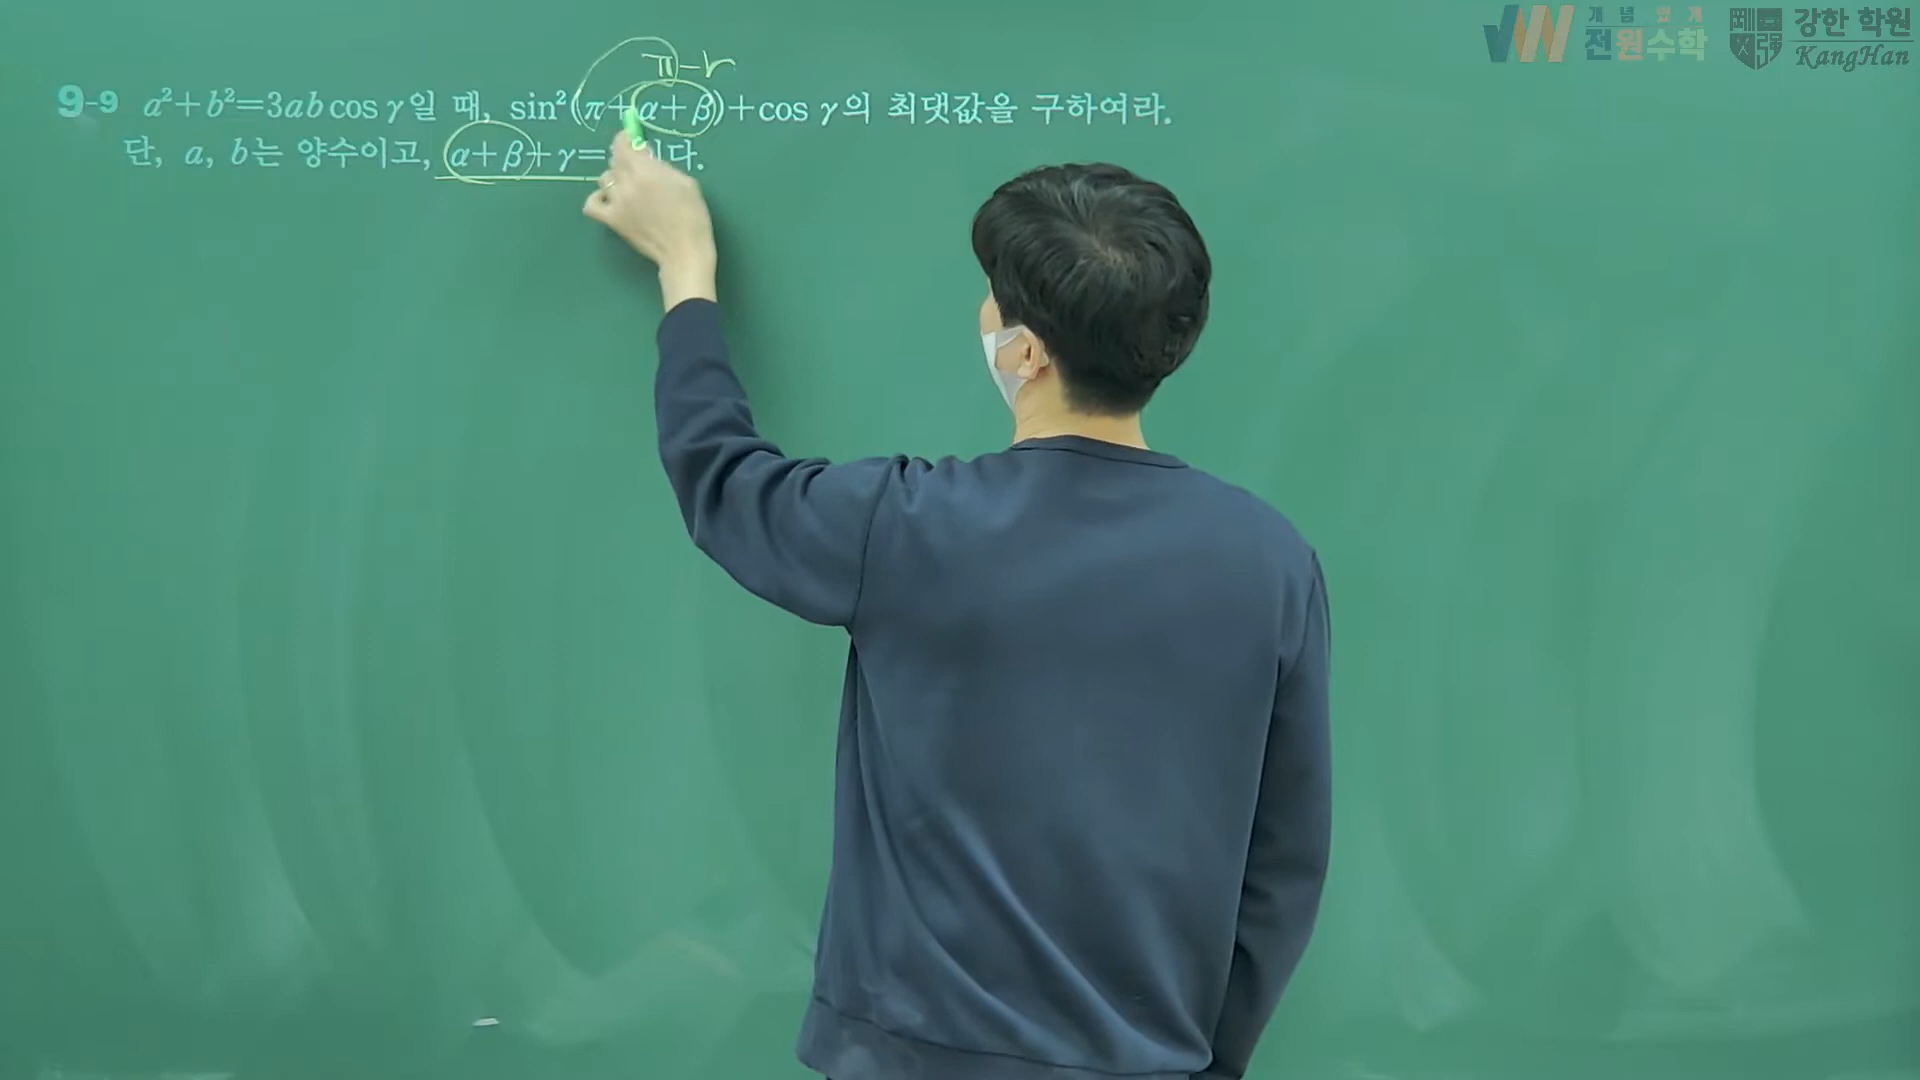 개념있게
전원수학
강한 학원
KangHan
π-r
9-9 a²+b²=3ab cos γ일 때, sin²(π+α+β)+cos γ의 최댓값을 구하여라.
단, a, b는 양수이고, (α+β)+γ= 이다.